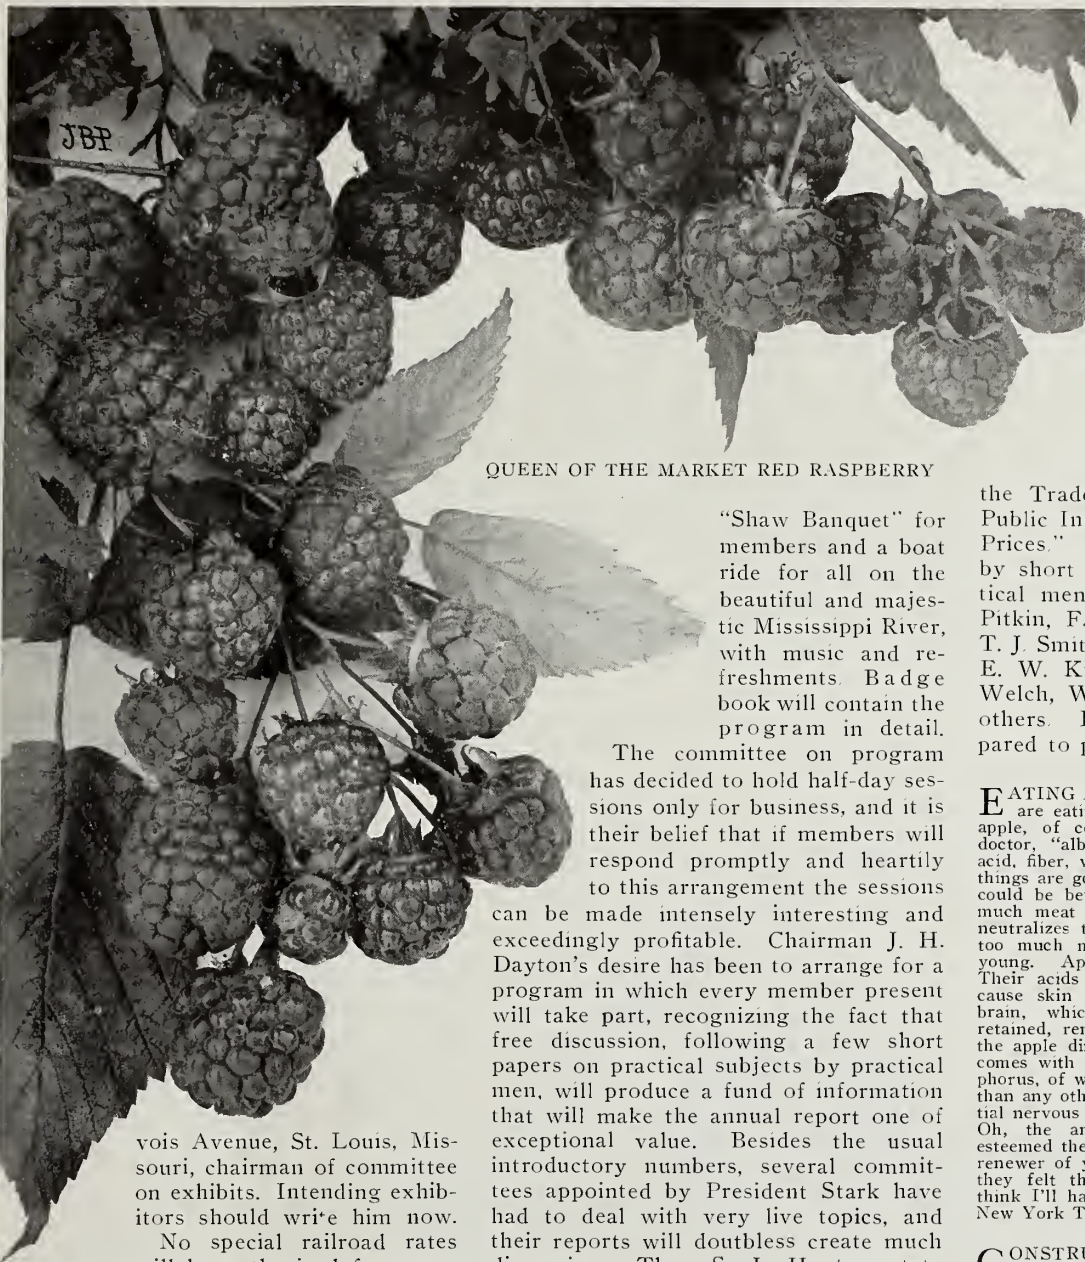 JBP
QUEEN OF THE MARKET RED RASPBERRY
vois Avenue, St. Louis, Mis-
souri, chairman of committee
on exhibits. Intending exhib-
itors should write him now.
No special railroad rates
"Shaw Banquet" for
members and a boat
ride for all on the
beautiful and majes-
tic Mississippi River,
with music and re-
freshments. Badge
book will contain the
program in detail.
The committee on program
has decided to hold half-day ses-
sions only for business, and it is
their belief that if members will
respond promptly and heartily
to this arrangement the sessions
can be made intensely interesting and
exceedingly profitable. Chairman J. H.
Dayton's desire has been to arrange for a
program in which every member present
will take part, recognizing the fact that
free discussion, following a few short
papers on practical subjects by practical
men, will produce a fund of information
that will make the annual report one of
exceptional value. Besides the usual
introductory numbers, several commit-
tees appointed by President Stark have
had to deal with very live topics, and
their reports will doubtless create much
the Trade
Public In
Prices."
by short
tical men
Pitkin, F.
T. J. Smit
E. W. K
Welch, W
others.
pared to
EATING
are eati
apple, of c
doctor, "alb
acid, fiber, v
things are go
could be be
much meat
neutralizes t
too much m
young. Ap
Their acids
cause skin
brain, whic
retained, ren
the apple di
comes with
phorus, of w
than any oth
tial nervous
Oh, the an
esteemed the
renewer of y
they felt th
think I'll ha
New York T
CONSTRU